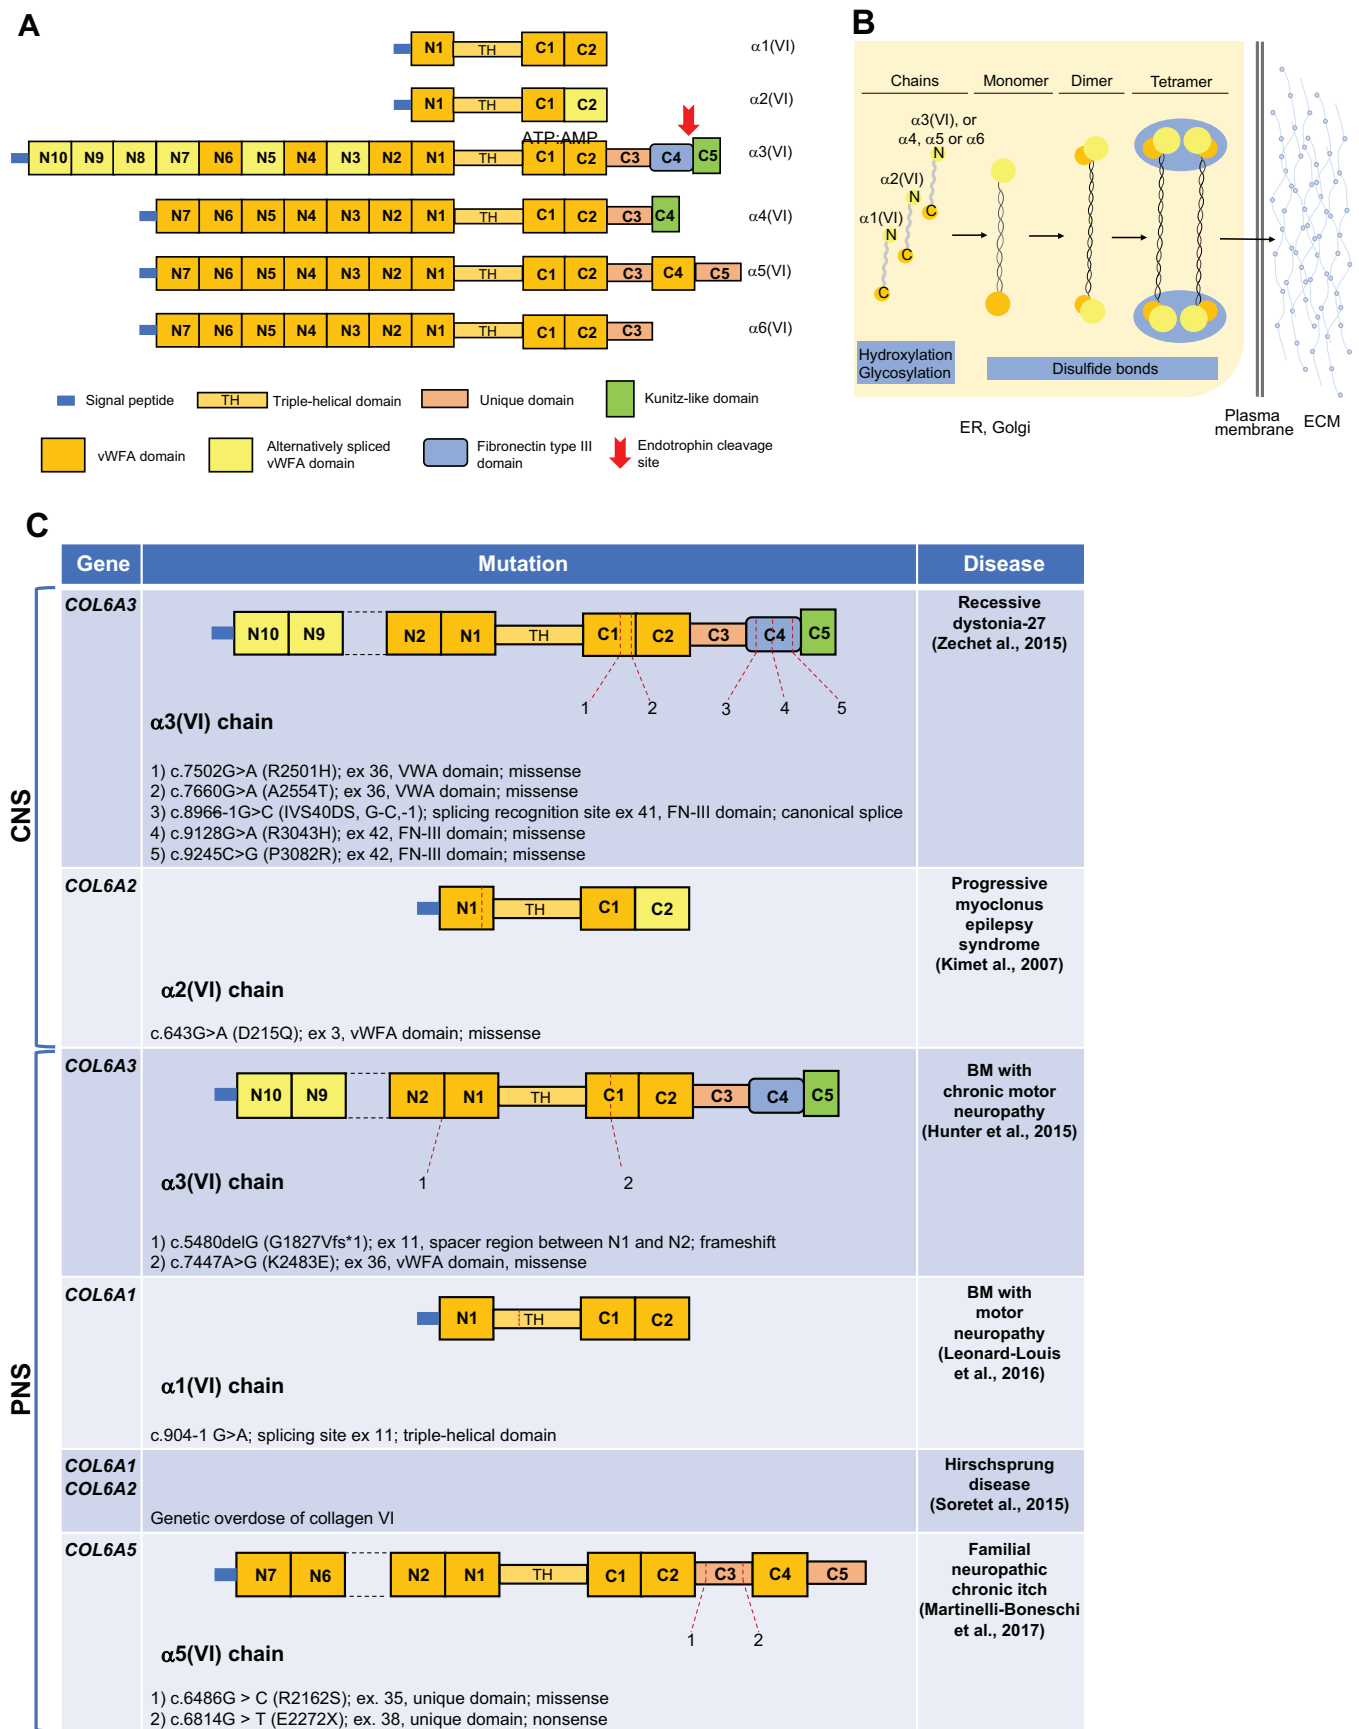 A
N1 TH C1 C2 α1(VI)
N1 TH C1 C2 α2(VI)
ATP:AMP
N10 N9 N8 N7 N6 N5 N4 N3 N2 N1 TH C1 C2 C3 C4 C5 α3(VI)
N7 N6 N5 N4 N3 N2 N1 TH C1 C2 C3 C4 α4(VI)
N7 N6 N5 N4 N3 N2 N1 TH C1 C2 C3 C4 C5 α5(VI)
N7 N6 N5 N4 N3 N2 N1 TH C1 C2 C3 α6(VI)
Signal peptide
TH Triple-helical domain
Unique domain
Kunitz-like domain
vWFA domain
Alternatively spliced
vWFA domain
Fibronectin type III
domain
Endotrophin cleavage
site
B
Chains Monomer Dimer Tetramer
α3(VI), or
α4, α5 or α6
N
α2(VI)
N
C
α1(VI)
N
C
C
Hydroxylation
Glycosylation
Disulfide bonds
ER, Golgi
Plasma
membrane
ECM
C
Gene Mutation Disease
CNS
COL6A3
N10 N9 N2 N1 TH C1 C2 C3 C4 C5
1 2 3 4 5
α3(VI) chain
1) c.7502G>A (R2501H); ex 36, VWA domain; missense
2) c.7660G>A (A2554T); ex 36, VWA domain; missense
3) c.8966-1G>C (IVS40DS, G-C,-1); splicing recognition site ex 41, FN-III domain; canonical splice
4) c.9128G>A (R3043H); ex 42, FN-III domain; missense
5) c.9245C>G (P3082R); ex 42, FN-III domain; missense
Recessive
dystonia-27
(Zechet al., 2015)
COL6A2
N1 TH C1 C2
α2(VI) chain
c.643G>A (D215Q); ex 3, vWFA domain; missense
Progressive
myoclonus
epilepsy
syndrome
(Kimet al., 2007)
PNS
COL6A3
N10 N9 N2 N1 TH C1 C2 C3 C4 C5
1 2
α3(VI) chain
1) c.5480delG (G1827Vfs*1); ex 11, spacer region between N1 and N2; frameshift
2) c.7447A>G (K2483E); ex 36, vWFA domain, missense
BM with
chronic motor
neuropathy
(Hunter et al., 2015)
COL6A1
N1 TH C1 C2
α1(VI) chain
c.904-1 G>A; splicing site ex 11; triple-helical domain
BM with
motor
neuropathy
(Leonard-Louis
et al., 2016)
COL6A1
COL6A2
Genetic overdose of collagen VI
Hirschsprung
disease
(Soretet al., 2015)
COL6A5
N7 N6 N2 N1 TH C1 C2 C3 C4 C5
1 2
α5(VI) chain
1) c.6486G > C (R2162S); ex. 35, unique domain; missense
2) c.6814G > T (E2272X); ex. 38, unique domain; nonsense
Familial
neuropathic
chronic itch
(Martinelli-Boneschi
et al., 2017)